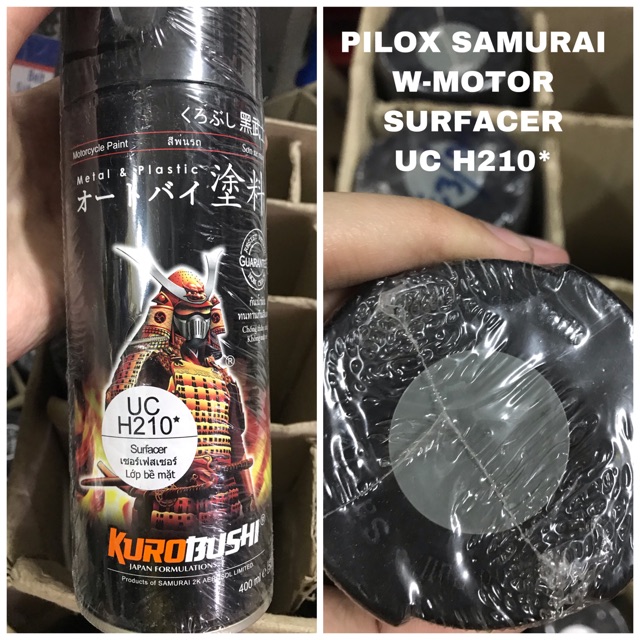 くろぶし 黑武
Motorcycle Paint
สีพ่นรถ
Metal & Plastic
オートバイ 塗料
GUARANTEE
®
UC
H210*
Surfacer
เซอร์เฟสเซอร์
Lớp bề mặt
KUROBUSHI
JAPAN FORMULATIONS
Products of SAMURAI 2K AEROSOL LIMITED
400 ml
PILOX SAMURAI
W-MOTOR
SURFACER
UC H210*